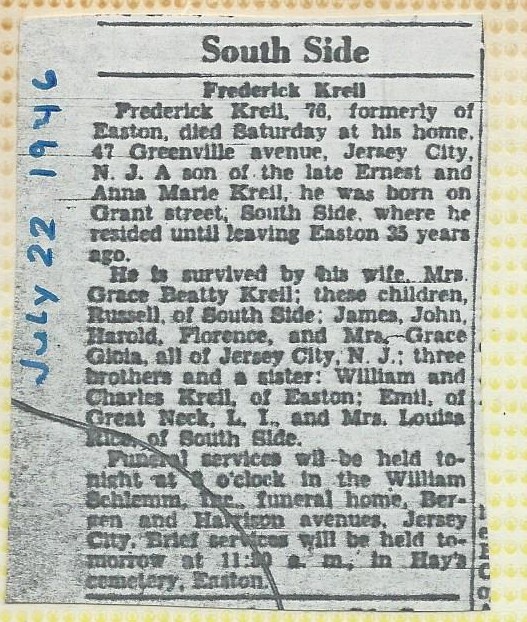 July 22 1946
South Side
Frederick Kreil
Frederick Kreil, 76, formerly of
Easton, died Saturday at his home,
47 Greenville avenue, Jersey City,
N. J. A son of the late Ernest and
Anna Marie Kreil, he was born on
Grant street, South Side, where he
resided until leaving Easton 35 years
ago.
He is survived by his wife, Mrs.
Grace Beatty Kreil; these children,
Russell, of South Side; James, John,
Harold, Florence, and Mrs. Grace
Gioia, all of Jersey City, N. J.; three
brothers and a sister: William and
Charles Kreil, of Easton; Emil, of
Great Neck, L. I., and Mrs. Louisa
of South Side.
Funeral services wil be held to-
night at 8 o'clock in the William
Schlemm, Inc., funeral home, Ber-
gen and Harrison avenues, Jersey
City. Brief services will be held to-
morrow at a. m., in Hay's
cemetery, Easton.